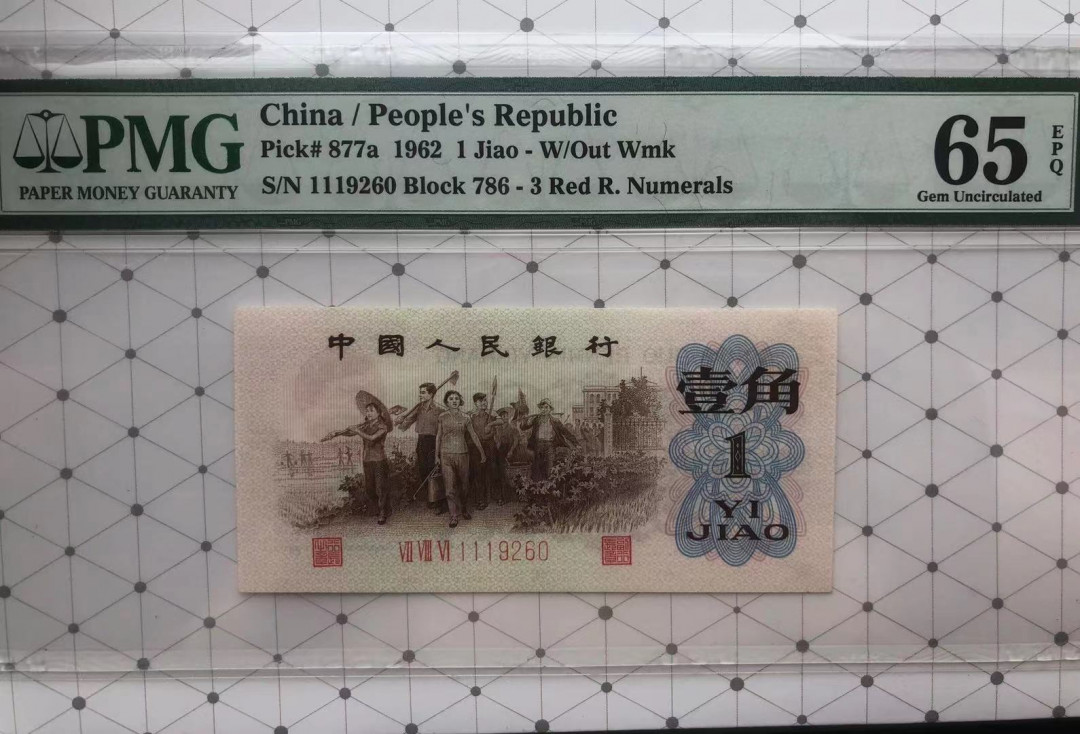 PMG
PAPER MONEY GUARANTY
China / People's Republic
Pick# 877a 1962 1 Jiao - W/Out Wmk
S/N 1119260 Block 786 - 3 Red R. Numerals
65
EPQ
Gem Uncirculated
中國人民銀行
壹角
1
YI
JIAO
VII VIII VI 1119260